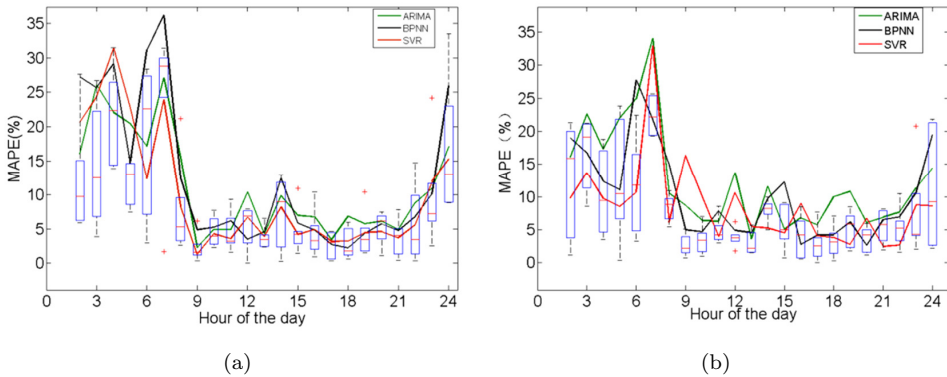 (a)
ARIMA
BPNN
SVR
MAPE(%)
35
30
25
20
15
10
5
0
0 3 6 9 12 15 18 21 24
Hour of the day
(a)
(b)
ARIMA
BPNN
SVR
MAPE (%)
35
30
25
20
15
10
5
0
0 3 6 9 12 15 18 21 24
Hour of the day
(b)